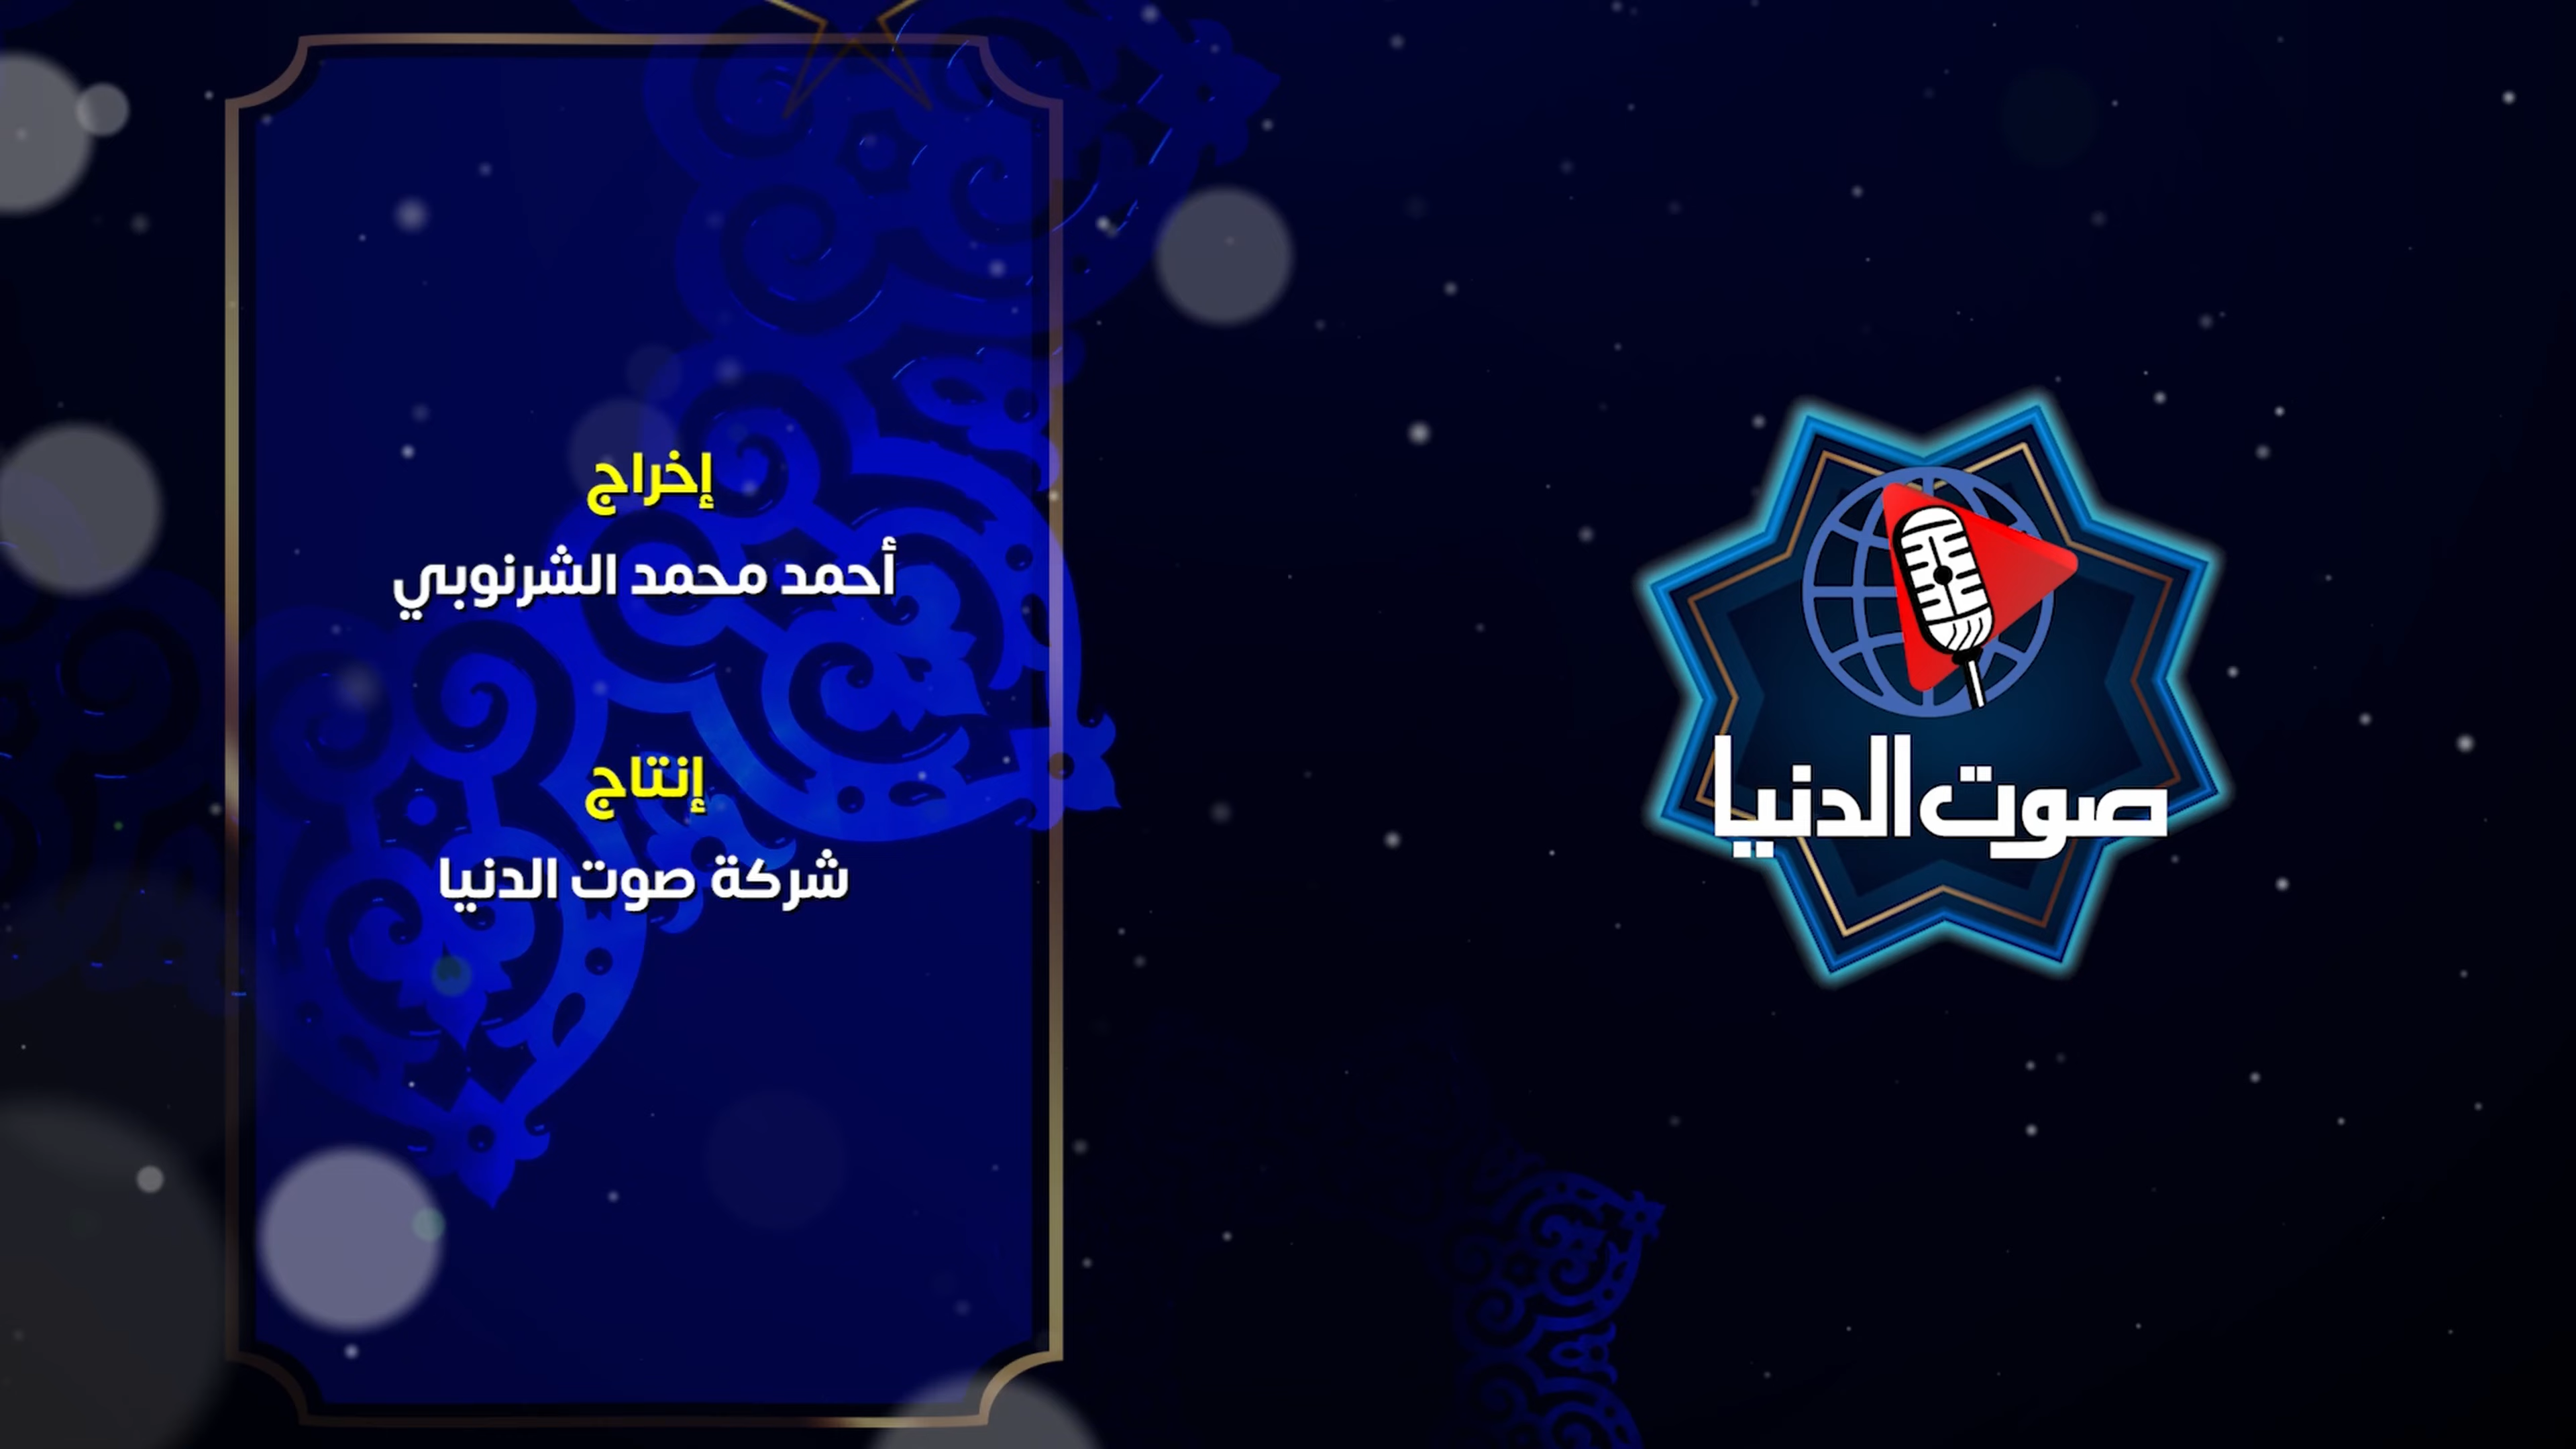 إخراج
أحمد محمد الشرنوبي
إنتاج
شركة صوت الدنيا
صوت الدنيا